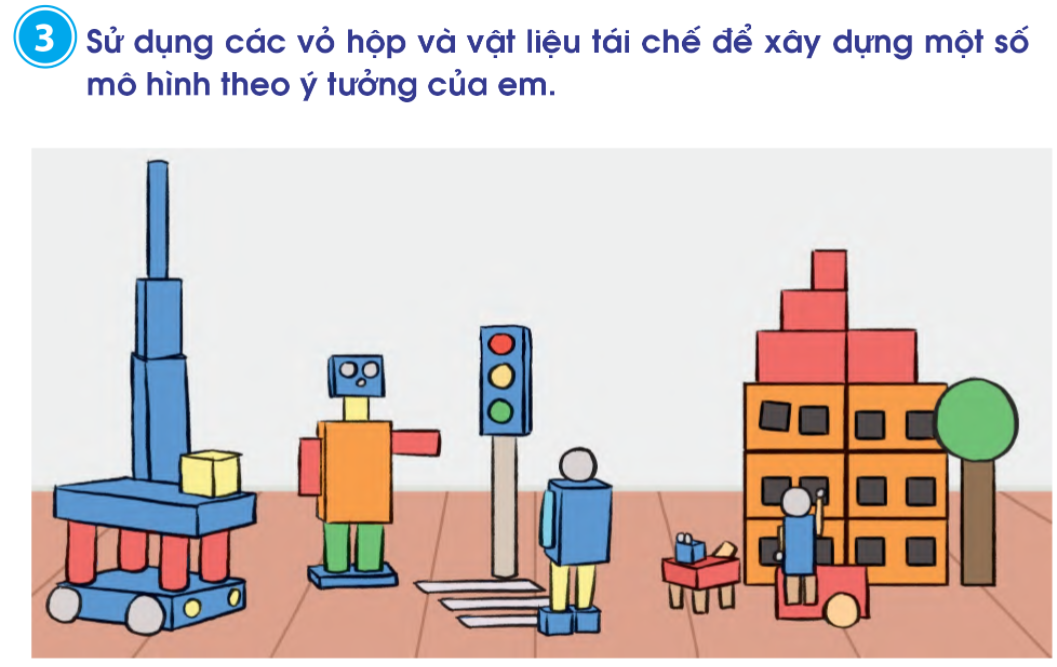 3 Sử dụng các vỏ hộp và vật liệu tái chế để xây dựng một số
mô hình theo ý tưởng của em.